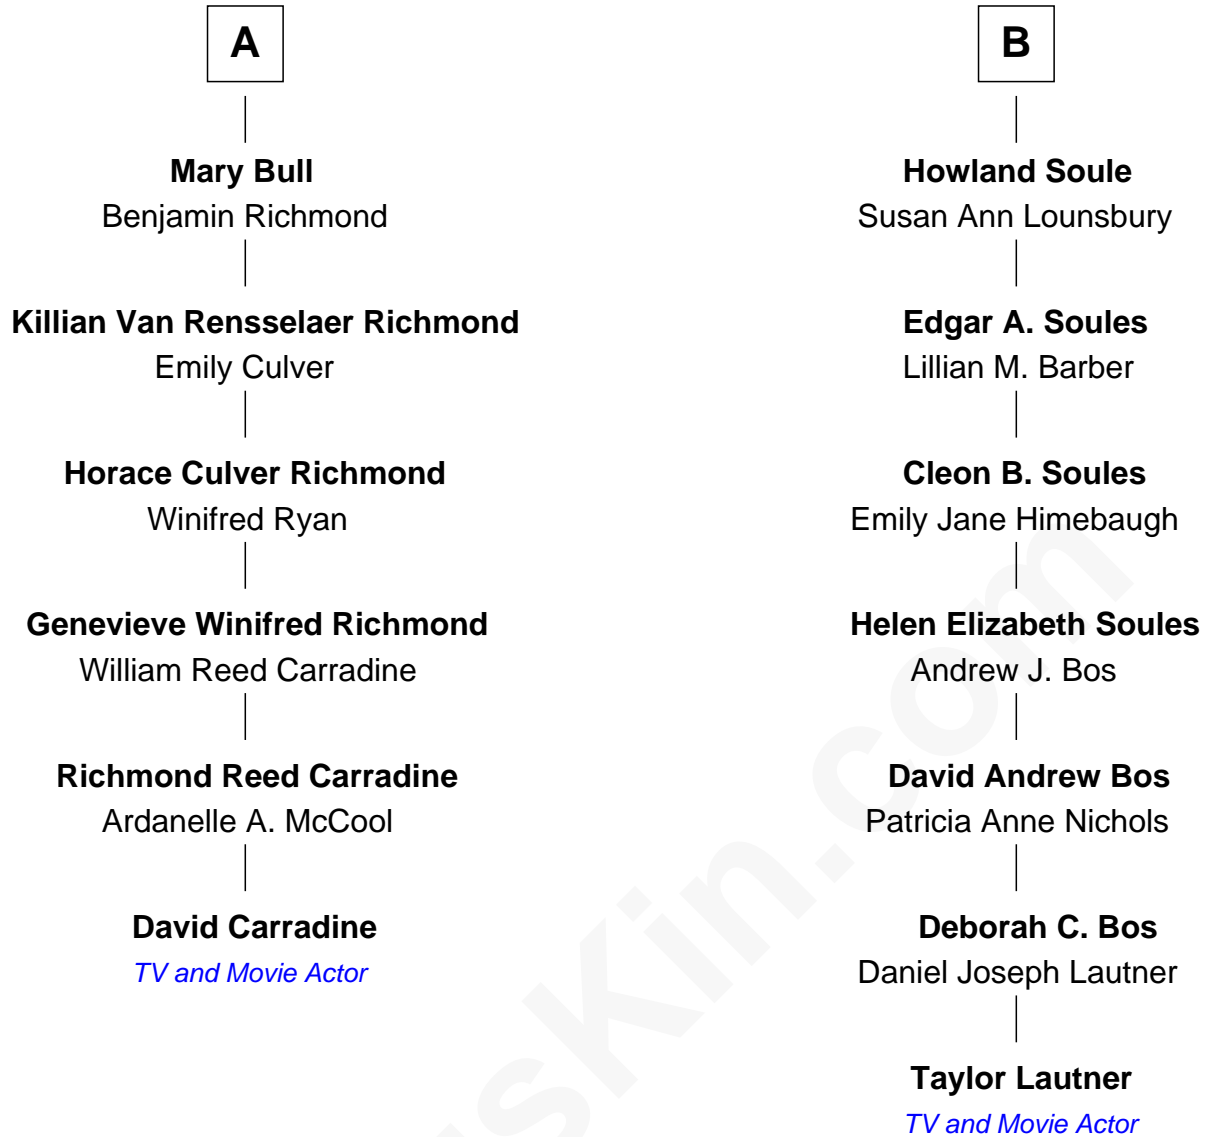 A
Mary Bull
Benjamin Richmond
Killian Van Rensselaer Richmond
Emily Culver
Horace Culver Richmond
Winifred Ryan
Genevieve Winifred Richmond
William Reed Carradine
Richmond Reed Carradine
Ardanelle A. McCool
David Carradine
TV and Movie Actor
B
Howland Soule
Susan Ann Lounsbury
Edgar A. Soules
Lillian M. Barber
Cleon B. Soules
Emily Jane Himebaugh
Helen Elizabeth Soules
Andrew J. Bos
David Andrew Bos
Patricia Anne Nichols
Deborah C. Bos
Daniel Joseph Lautner
Taylor Lautner
TV and Movie Actor